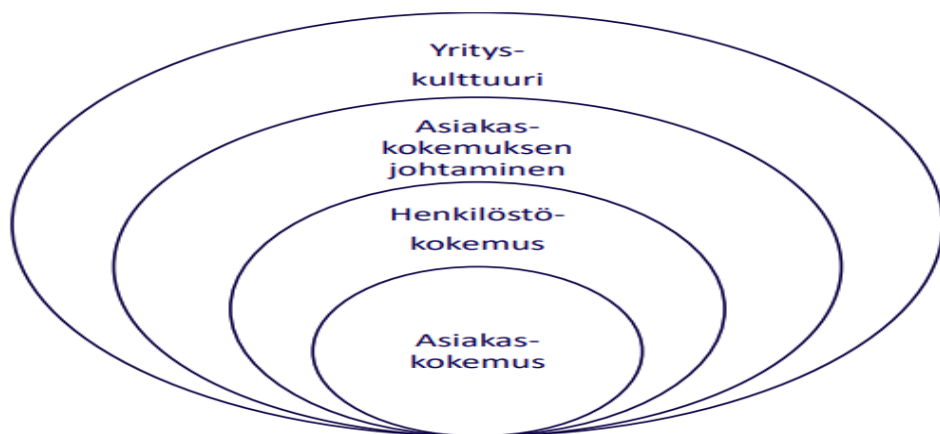 Yritys-
kulttuuri
Asiakas-
kokemuksen
johtaminen
Henkilöstö-
kokemus
Asiakas-
kokemus